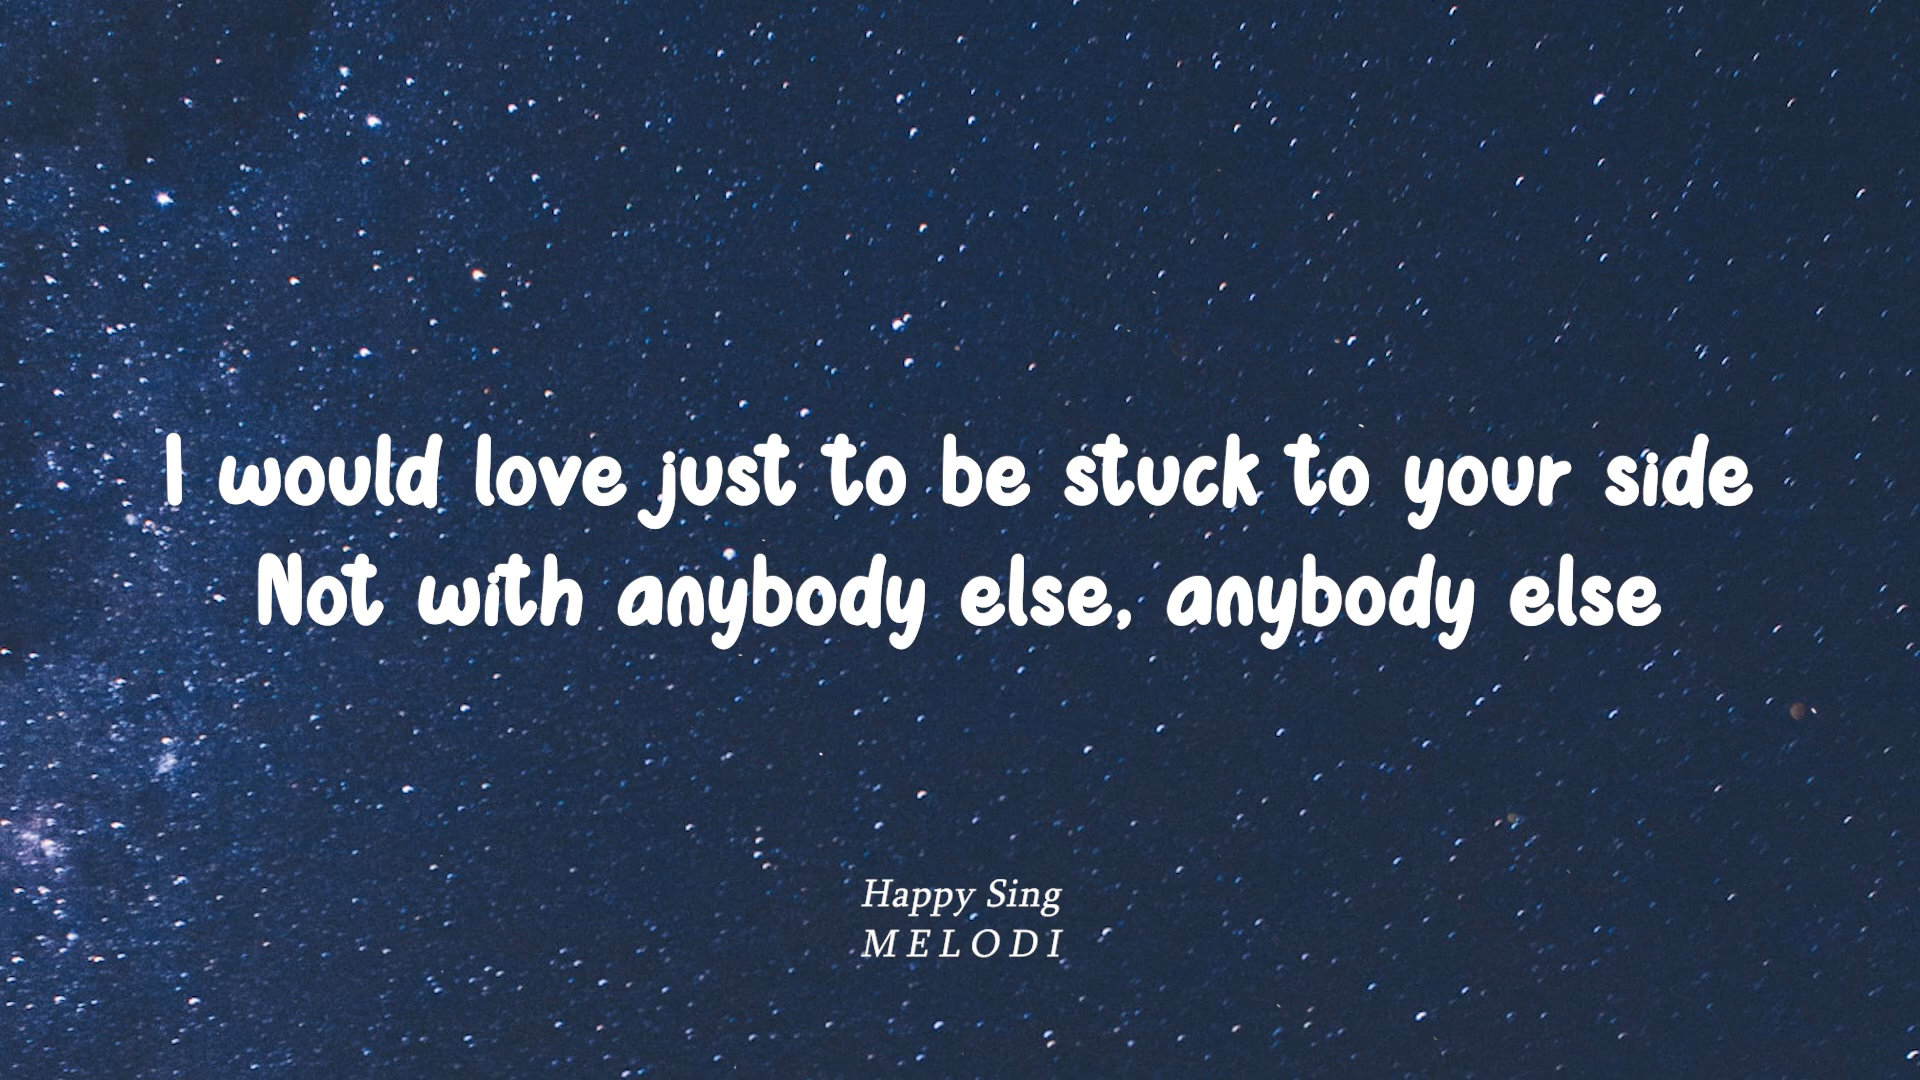 I would love just to be stuck to your side
Not with anybody else, anybody else
Happy Sing
MELODI